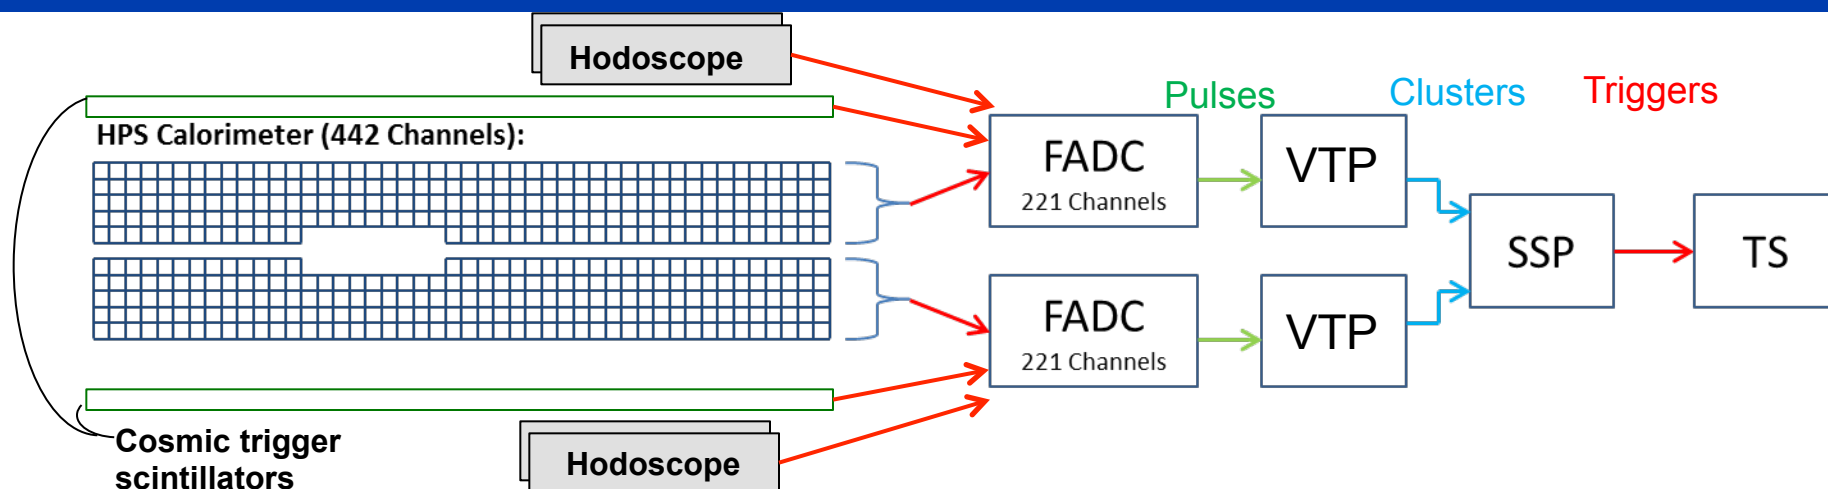 Hodoscope
Pulses
Clusters
Triggers
HPS Calorimeter (442 Channels):
FADC
221 Channels
VTP
SSP
TS
FADC
221 Channels
VTP
Cosmic trigger
scintillators
Hodoscope